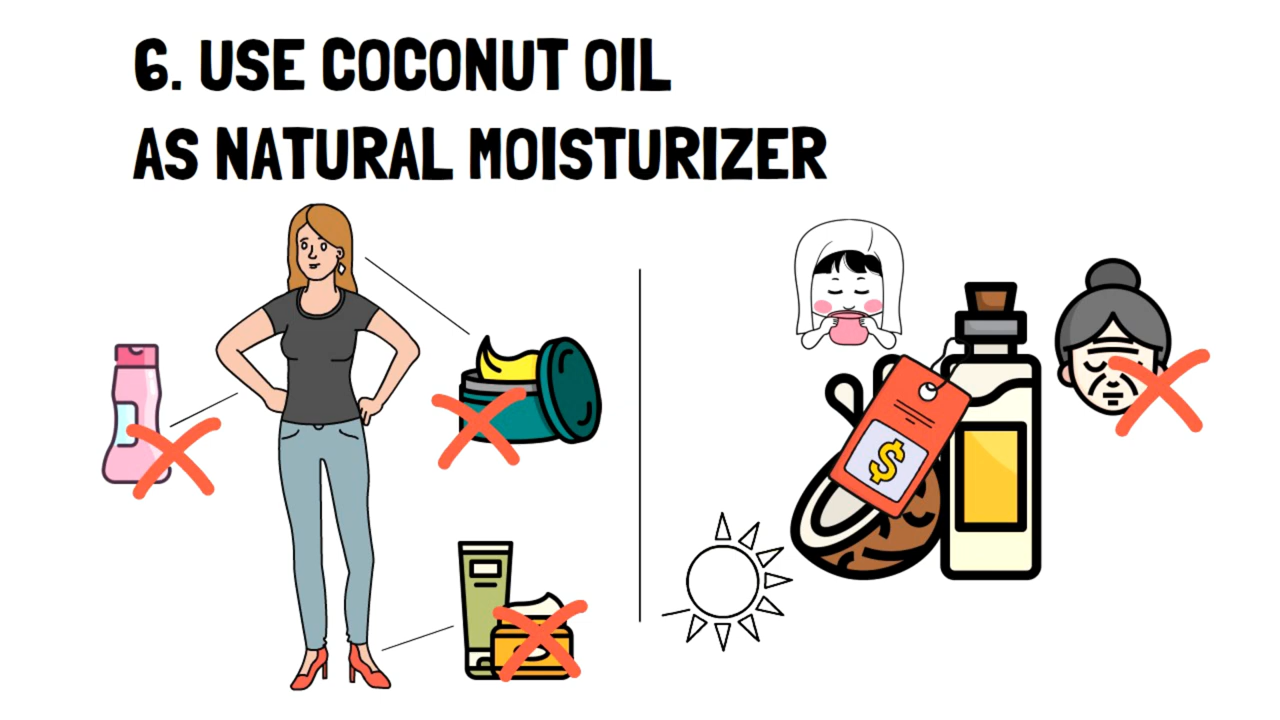 6. USE COCONUT OIL
AS NATURAL MOISTURIZER
$